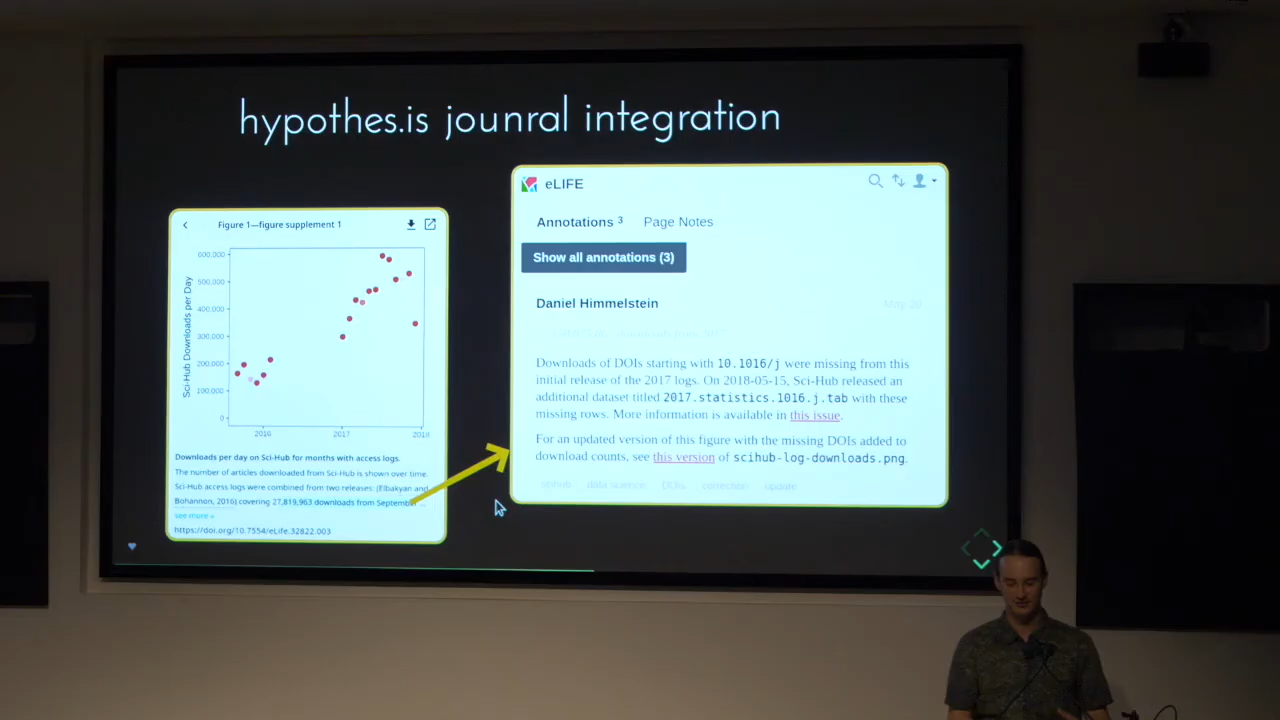 hypothes.is jounral integration
Figure 1—figure supplement 1
Sci-Hub Downloads per Day
600,000
500,000
400,000
300,000
200,000
100,000
0
2016
2017
2018
Downloads per day on Sci-Hub for months with access logs.
The number of articles downloaded from Sci-Hub is shown over time.
Sci-Hub access logs were combined from two releases: (Elbakyan and
Bohannon, 2016) covering 27,819,963 downloads from September ...
see more »
https://doi.org/10.7554/eLife.32822.003
eLIFE
Annotations 3
Page Notes
Show all annotations (3)
Daniel Himmelstein
May 20
Downloads of DOIs starting with 10.1016/j were missing from this
initial release of the 2017 logs. On 2018-05-15, Sci-Hub released an
additional dataset titled 2017.statistics.1016.j.tab with these
missing rows. More information is available in this issue.
For an updated version of this figure with the missing DOIs added to
download counts, see this version of scihub-log-downloads.png.
scihub data science DOIs correction update